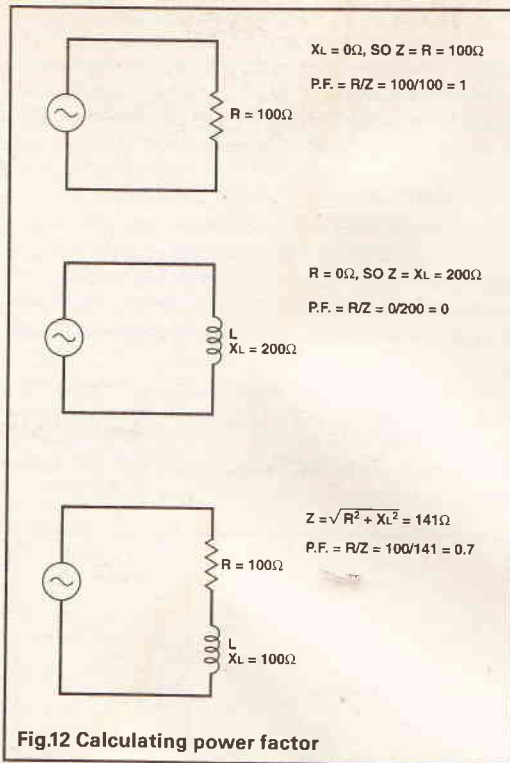 XL = 0Ω, SO Z = R = 100Ω
P.F. = R/Z = 100/100 = 1
R = 100Ω
R = 0Ω, SO Z = XL = 200Ω
P.F. = R/Z = 0/200 = 0
L
XL = 200Ω
Z = √R² + XL² = 141Ω
P.F. = R/Z = 100/141 = 0.7
R = 100Ω
L
XL = 100Ω
Fig.12 Calculating power factor